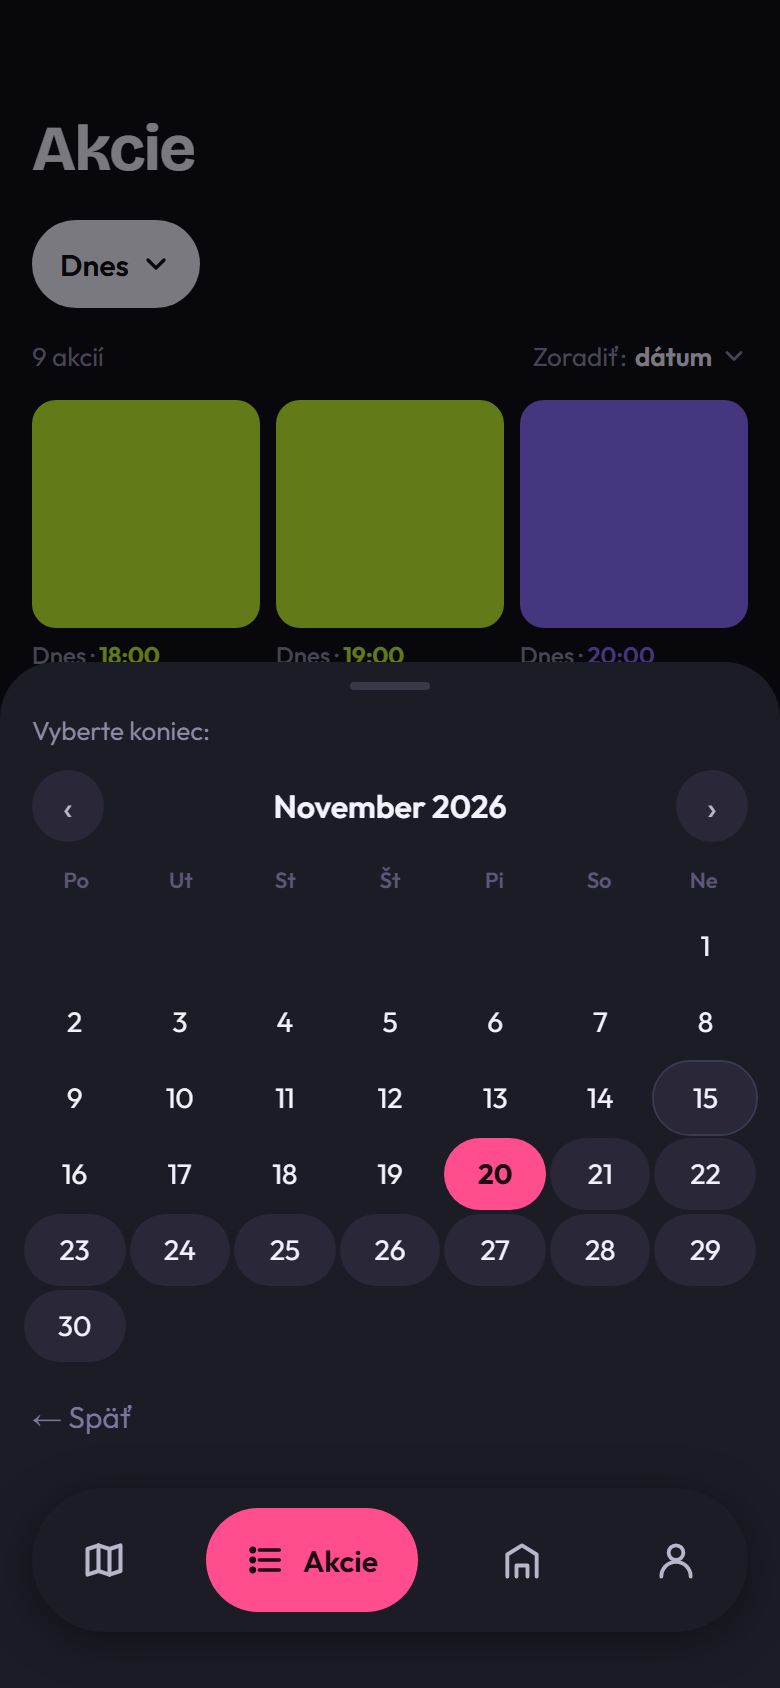 Akcie
Dnes
9 akcií
Zoradiť: dátum
Dnes · 18:00
Dnes · 19:00
Dnes · 20:00
Vyberte koniec:
‹ November 2026 ›
Po Ut St Št Pi So Ne
1
2 3 4 5 6 7 8
9 10 11 12 13 14 15
16 17 18 19 20 21 22
23 24 25 26 27 28 29
30
← Späť
Akcie